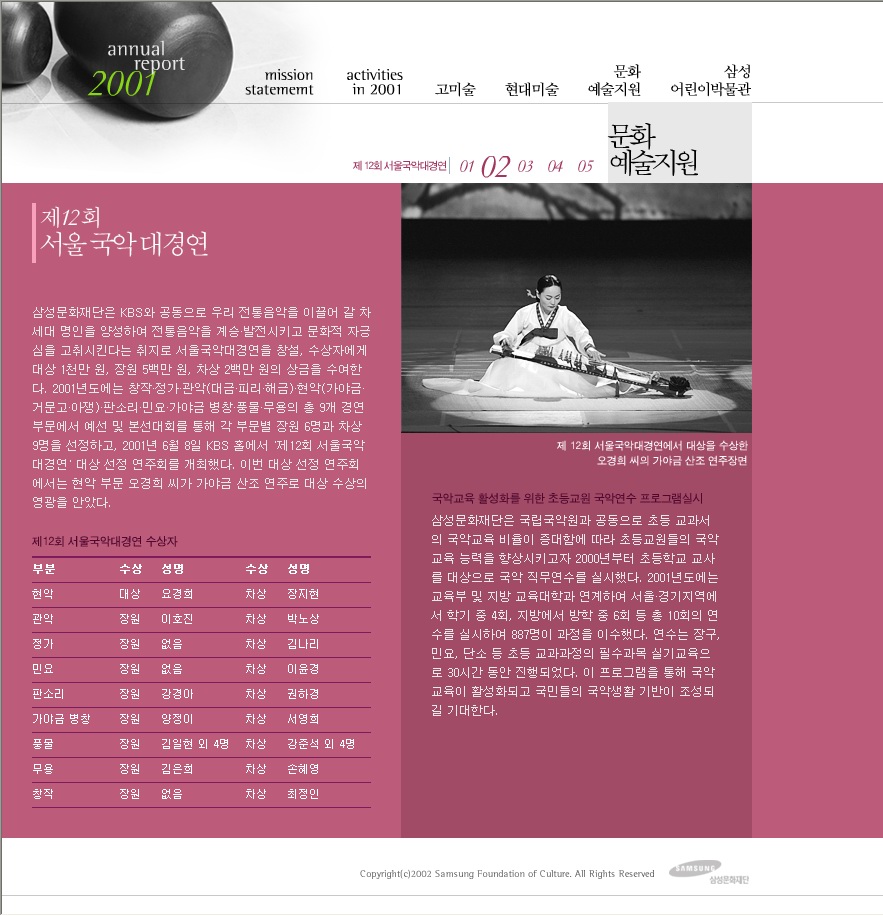 annual
report
2001
mission
statememt
activities
in 2001
고미술
현대미술
문화
예술지원
삼성
어린이박물관
제 12회 서울국악대경연 01 02 03 04 05
문화
예술지원
제12회
서울 국악 대경연
삼성문화재단은 KBS와 공동으로 우리 전통음악을 이끌어 갈 차
세대 명인을 양성하여 전통음악을 계승·발전시키고 문화적 자긍
심을 고취시킨다는 취지로 서울국악대경연을 창설, 수상자에게
대상 1천만 원, 장원 5백만 원, 차상 2백만 원의 상금을 수여한
다. 2001년도에는 창작·정가·관악(대금·피리·해금)·현악(가야금·
거문고·아쟁)·판소리·민요·가야금 병창·풍물·무용의 총 9개 경연
부문에서 예선 및 본선대회를 통해 각 부문별 장원 6명과 차상
9명을 선정하고, 2001년 6월 8일 KBS 홀에서 '제12회 서울국악
대경연' 대상 선정 연주회를 개최했다. 이번 대상 선정 연주회
에서는 현악 부문 오경희 씨가 가야금 산조 연주로 대상 수상의
영광을 안았다.
제12회 서울국악대경연 수상자
부분 수상 성명 수상 성명
현악 대상 요경희 차상 장지현
관악 장원 이호진 차상 박노상
정가 장원 없음 차상 김나리
민요 장원 없음 차상 이윤경
판소리 장원 강경아 차상 권하경
가야금 병창 장원 양정이 차상 서영희
풍물 장원 김일현 외 4명 차상 강준석 외 4명
무용 장원 김은희 차상 손혜영
창작 장원 없음 차상 최정인
제 12회 서울국악대경연에서 대상을 수상한
오경희 씨의 가야금 산조 연주장면
국악교육 활성화를 위한 초등교원 국악연수 프로그램실시
삼성문화재단은 국립국악원과 공동으로 초등 교과서
의 국악교육 비율이 증대함에 따라 초등교원들의 국악
교육 능력을 향상시키고자 2000년부터 초등학교 교사
를 대상으로 국악 직무연수를 실시했다. 2001년도에는
교육부 및 지방 교육대학과 연계하여 서울·경기지역에
서 학기 중 4회, 지방에서 방학 중 6회 등 총 10회의 연
수를 실시하여 887명이 과정을 이수했다. 연수는 장구,
민요, 단소 등 초등 교과과정의 필수과목 실기교육으
로 30시간 동안 진행되었다. 이 프로그램을 통해 국악
교육이 활성화되고 국민들의 국악생활 기반이 조성되
길 기대한다.
Copyright(c)2002 Samsung Foundation of Culture. All Rights Reserved
SAMSUNG
삼성문화재단